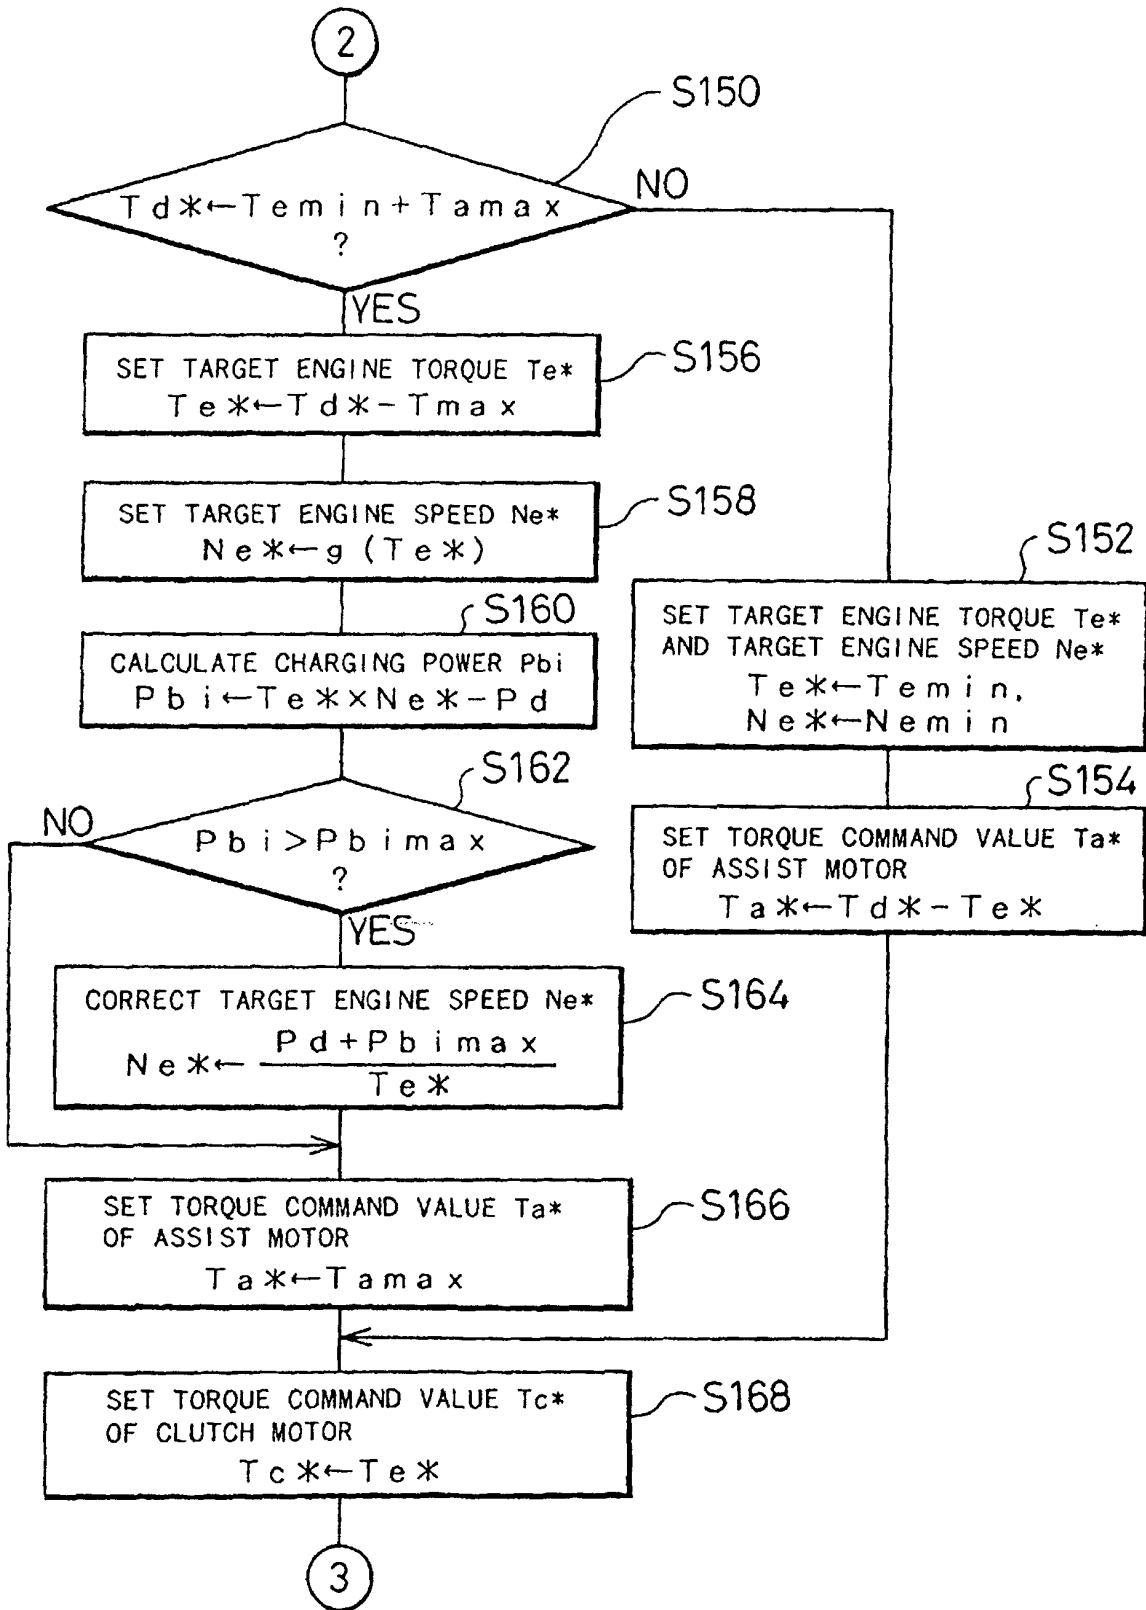 2
S150
Td*←Temin+Tamax
?
NO
YES
SET TARGET ENGINE TORQUE Te*
Te*←Td*-Tmax
S156
SET TARGET ENGINE SPEED Ne*
Ne*←g(Te*)
S158
S160
CALCULATE CHARGING POWER Pbi
Pbi←Te*×Ne*-Pd
S152
SET TARGET ENGINE TORQUE Te*
AND TARGET ENGINE SPEED Ne*
Te*←Temin,
Ne*←Nemin
S162
Pbi>Pbimax
?
NO
YES
S154
SET TORQUE COMMAND VALUE Ta*
OF ASSIST MOTOR
Ta*←Td*-Te*
CORRECT TARGET ENGINE SPEED Ne*
Ne*← Pd+Pbimax
Te*
S164
SET TORQUE COMMAND VALUE Ta*
OF ASSIST MOTOR
Ta*←Tamax
S166
SET TORQUE COMMAND VALUE Tc*
OF CLUTCH MOTOR
Tc*←Te*
S168
3